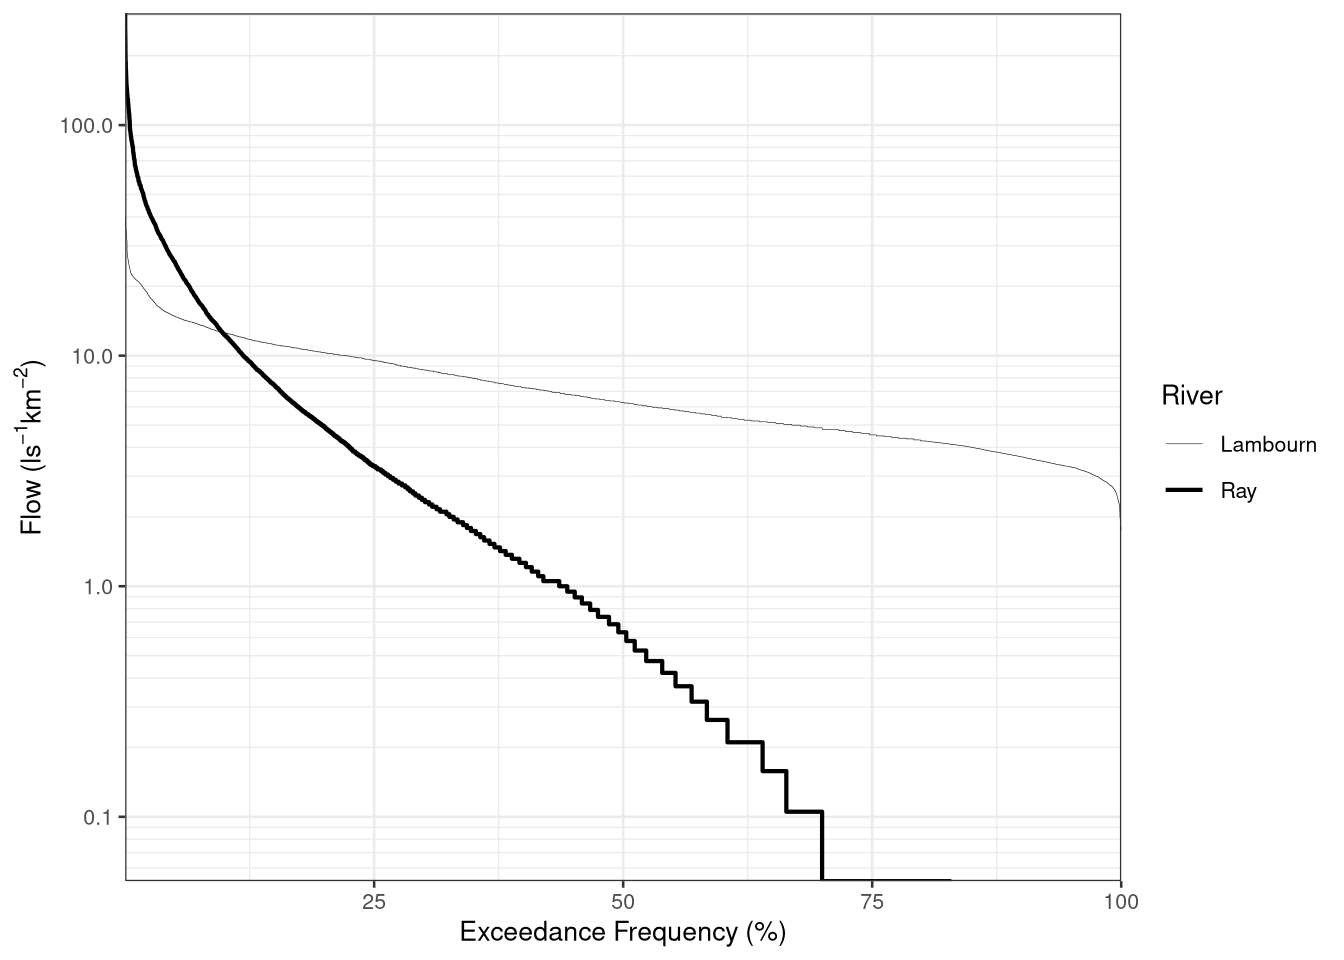 100.0
10.0
1.0
0.1
Flow (ls⁻¹km⁻²)
25 50 75 100
Exceedance Frequency (%)
River
Lambourn
Ray